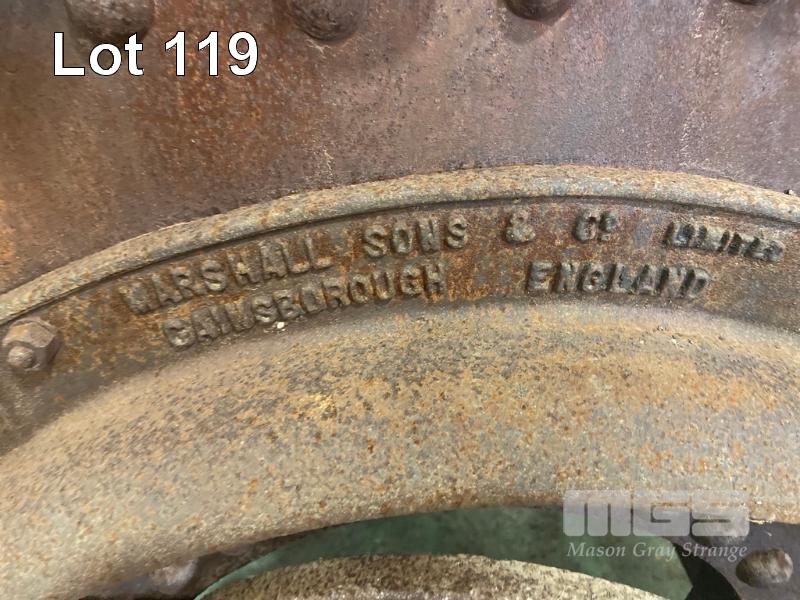 Lot 119
MARSHALL SONS & Co LIMITED
GAINSBOROUGH ENGLAND
MGS
Mason Gray Strange